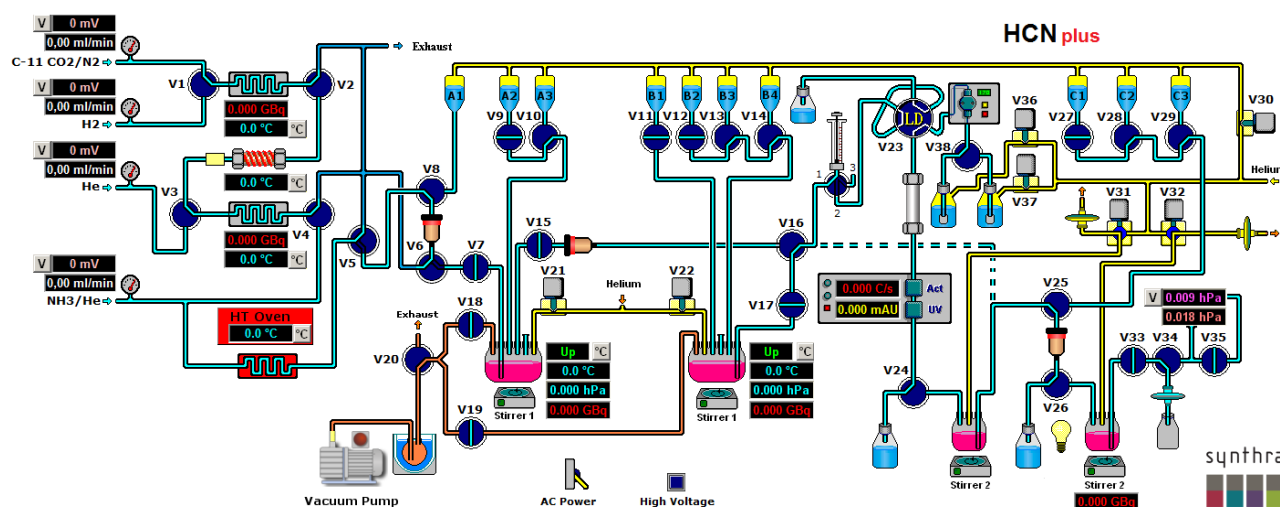 HCN plus
V 0 mV
0,00 ml/min
C-11 CO2/N2
V 0 mV
0,00 ml/min
H2
V 0 mV
0,00 ml/min
He
V 0 mV
0,00 ml/min
NH3/He
Exhaust
V1
V2
0.000 GBq
0.0 °C °C
0.0 °C °C
V3
V4
0.000 GBq
0.0 °C °C
V5
HT Oven
0.0 °C °C
V8
V6
V7
A1
A2
A3
V9
V10
B1
B2
B3
B4
V11
V12
V13
V14
V15
V16
V17
1
2
3
V21
V22
Helium
Exhaust
V18
V20
V19
Up °C
0.0 °C
0.000 hPa
0.000 GBq
Stirrer 1
Up °C
0.0 °C
0.000 hPa
0.000 GBq
Stirrer 1
Vacuum Pump
AC Power
High Voltage
LD
V23
V38
V36
V37
C1
C2
C3
V27
V28
V29
V30
Helium
V31
V32
0.000 C/s
Act
0.000 mAU
UV
V24
V25
V26
V 0.009 hPa
0.018 hPa
V33
V34
V35
Stirrer 2
Stirrer 2
0.000 GBq
synthra